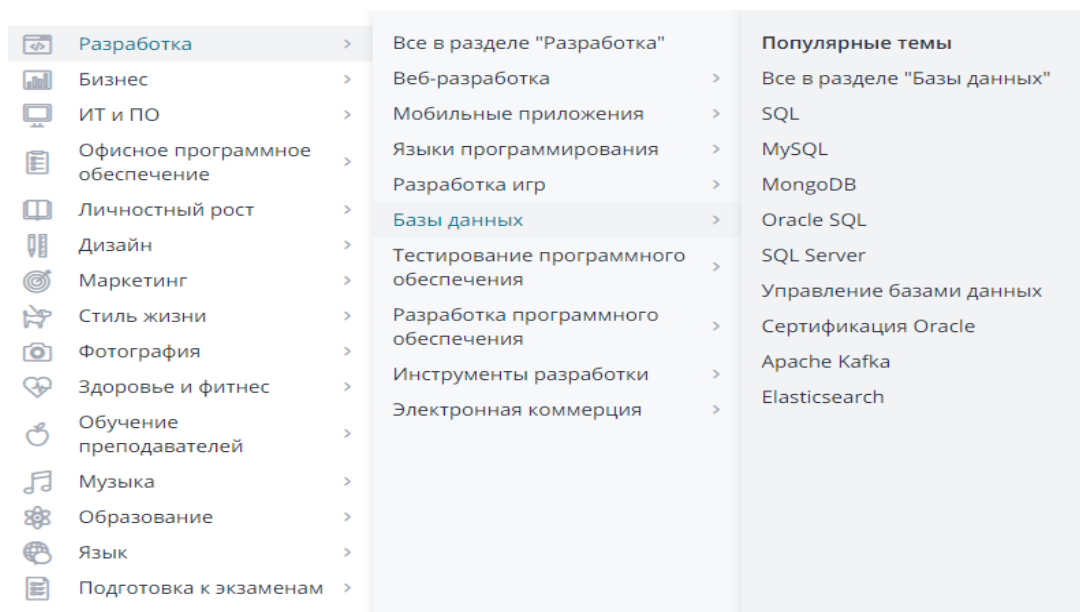 Разработка
Бизнес
ИТ и ПО
Офисное программное
обеспечение
Личностный рост
Дизайн
Маркетинг
Стиль жизни
Фотография
Здоровье и фитнес
Обучение
преподавателей
Музыка
Образование
Язык
Подготовка к экзаменам
Все в разделе "Разработка"
Веб-разработка
Мобильные приложения
Языки программирования
Разработка игр
Базы данных
Тестирование программного
обеспечения
Разработка программного
обеспечения
Инструменты разработки
Электронная коммерция
Популярные темы
Все в разделе "Базы данных"
SQL
MySQL
MongoDB
Oracle SQL
SQL Server
Управление базами данных
Сертификация Oracle
Apache Kafka
Elasticsearch